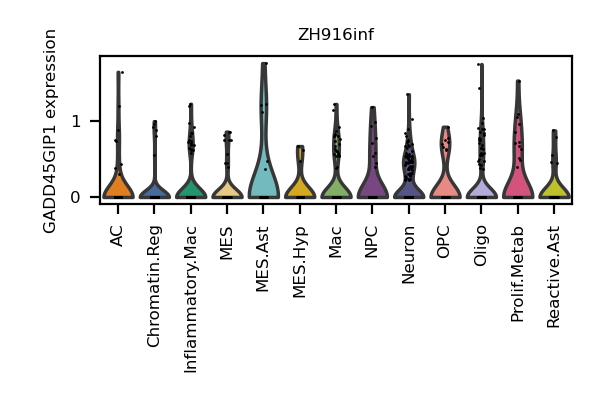 ZH916inf
GADD45GIP1 expression
1
0
AC
Chromatin.Reg
Inflammatory.Mac
MES
MES.Ast
MES.Hyp
Mac
NPC
Neuron
OPC
Oligo
Prolif.Metab
Reactive.Ast